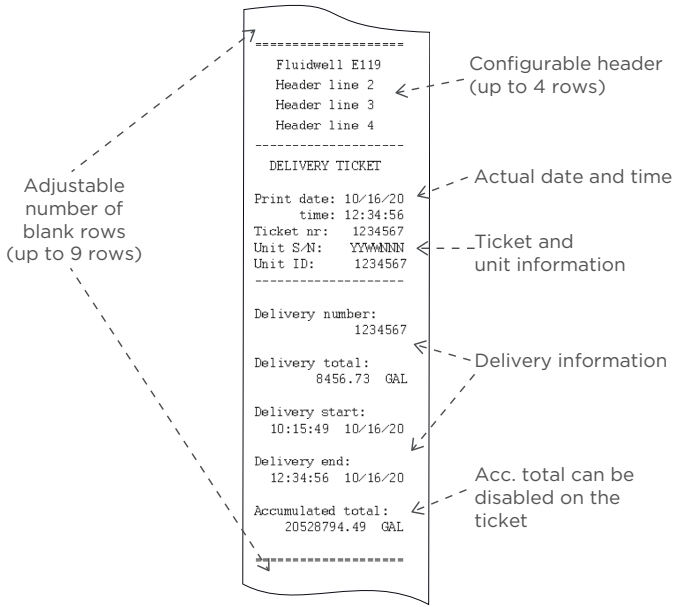 ========================
Fluidwell E119
Header line 2
Header line 3
Header line 4
------------------------
DELIVERY TICKET
Print date: 10/16/20
time: 12:34:56
Ticket nr: 1234567
Unit S/N: YYWWNNN
Unit ID: 1234567
------------------------
Delivery number:
1234567
Delivery total:
8456.73 GAL
Delivery start:
10:15:49 10/16/20
Delivery end:
12:34:56 10/16/20
Accumulated total:
20528794.49 GAL
========================
Adjustable
number of
blank rows
(up to 9 rows)
Configurable header
(up to 4 rows)
Actual date and time
Ticket and
unit information
Delivery information
Acc. total can be
disabled on the
ticket